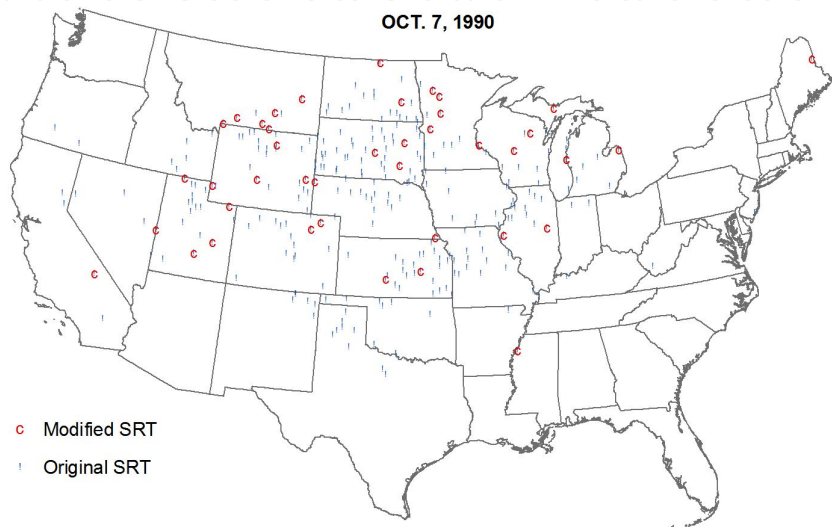 OCT. 7, 1990
C Modified SRT
! Original SRT